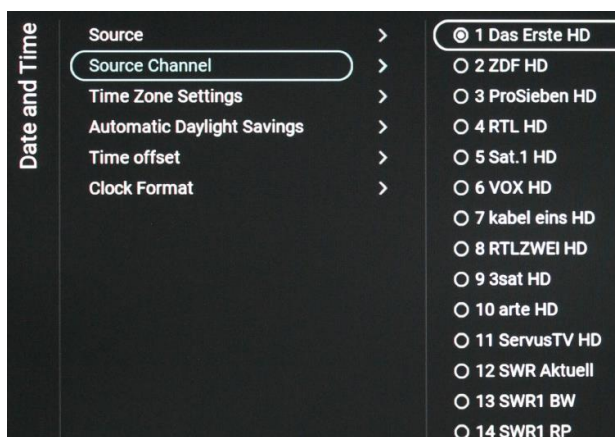 Date and Time
Source
Source Channel
Time Zone Settings
Automatic Daylight Savings
Time offset
Clock Format
1 Das Erste HD
2 ZDF HD
3 ProSieben HD
4 RTL HD
5 Sat.1 HD
6 VOX HD
7 kabel eins HD
8 RTLZWEI HD
9 3sat HD
10 arte HD
11 ServusTV HD
12 SWR Aktuell
13 SWR1 BW
14 SWR1 RP